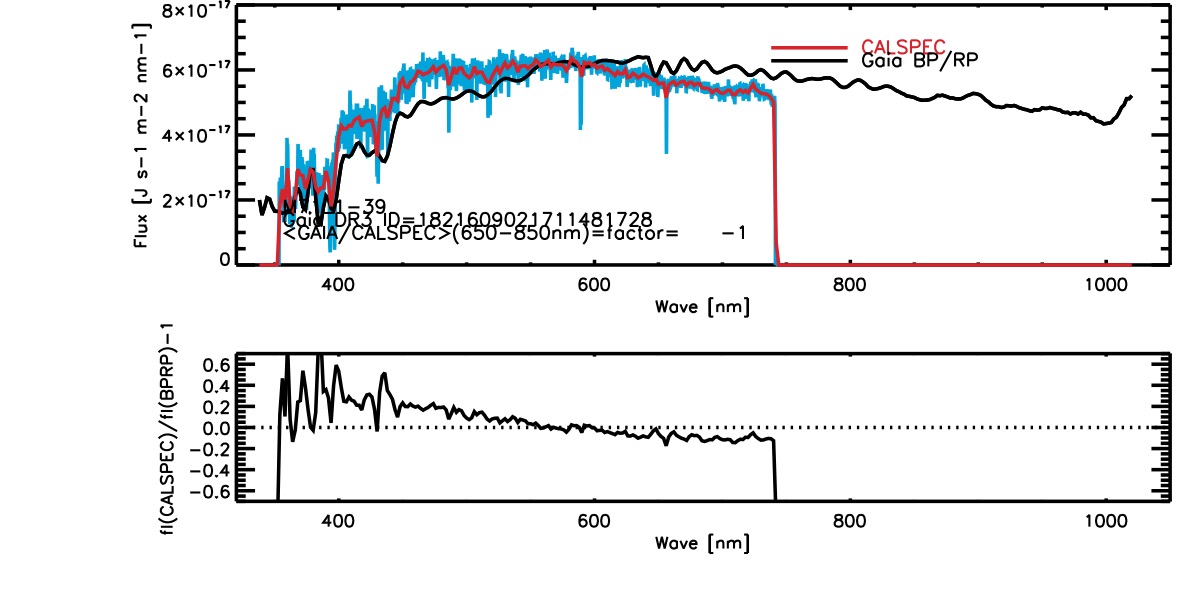 8×10−17
6×10−17
4×10−17
2×10−17
0
Flux [J s−1 m−2 nm−1]
CALSPEC
Gaia BP/RP
1−39
Gaia DR3 ID=1821609021711481728
<GAIA/CALSPEC>(650−850nm)=factor= −1
400 600 800 1000
Wave [nm]
fl(CALSPEC)/fl(BPRP)−1
0.6
0.4
0.2
0.0
−0.2
−0.4
−0.6
400 600 800 1000
Wave [nm]